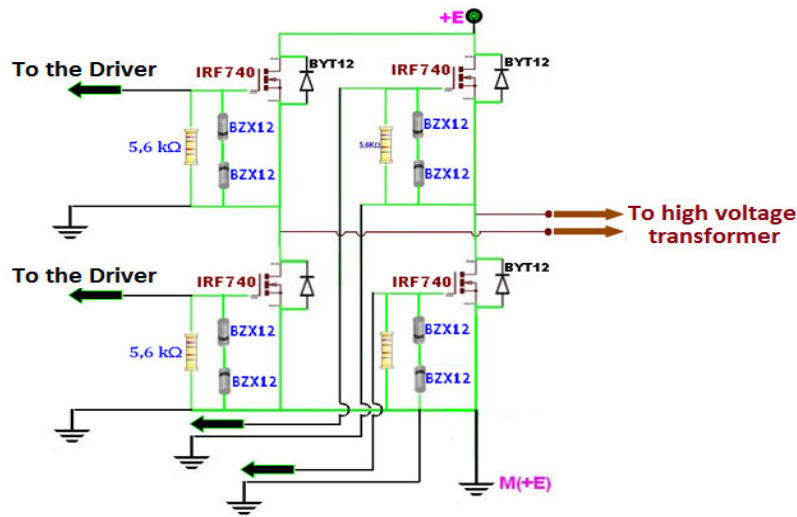 +E
To the Driver
IRF740
BYT12
IRF740
BYT12
BZX12
BZX12
5,6 kΩ
BZX12
5,6KΩ
BZX12
BZX12
To high voltage
transformer
To the Driver
IRF740
IRF740
BYT12
BZX12
BZX12
5,6 kΩ
BZX12
BZX12
M(+E)